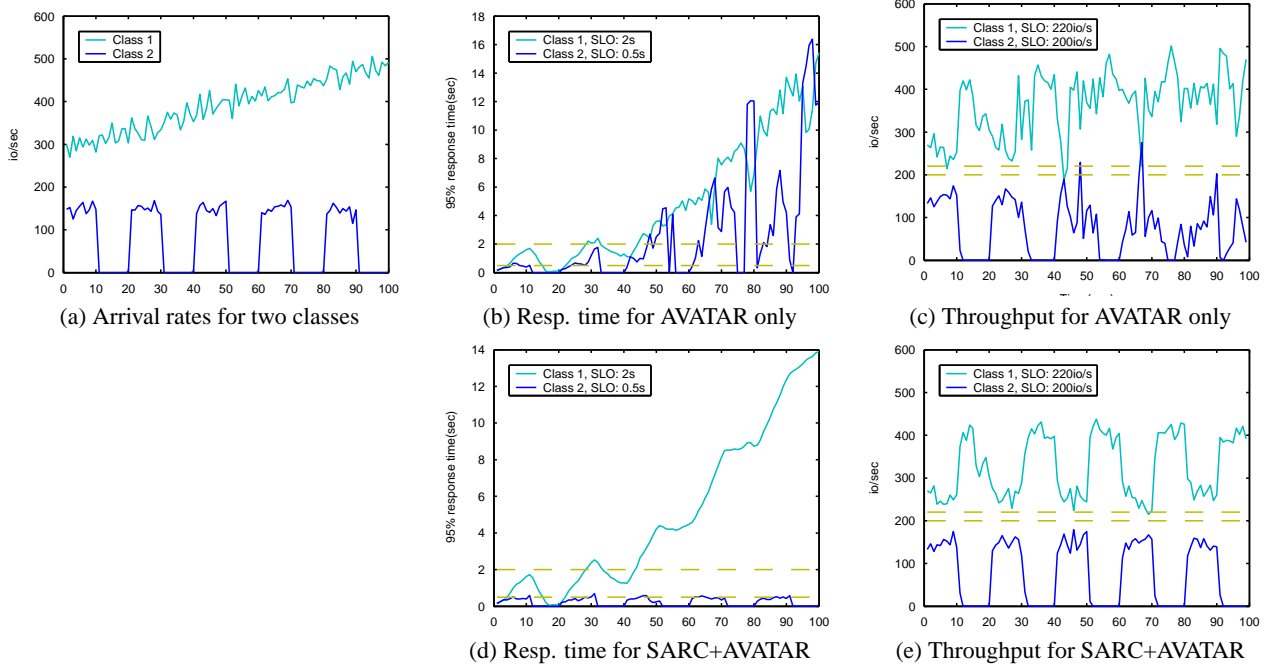 600
500
400
300
200
100
0
io/sec
Class 1
Class 2
0 10 20 30 40 50 60 70 80 90 100
(a) Arrival rates for two classes
18
16
14
12
10
8
6
4
2
0
95% response time(sec)
Class 1, SLO: 2s
Class 2, SLO: 0.5s
0 10 20 30 40 50 60 70 80 90 100
(b) Resp. time for AVATAR only
600
500
400
300
200
100
0
io/sec
Class 1, SLO: 220io/s
Class 2, SLO: 200io/s
0 10 20 30 40 50 60 70 80 90 100
(c) Throughput for AVATAR only
14
12
10
8
6
4
2
0
95% response time(sec)
Class 1, SLO: 2s
Class 2, SLO: 0.5s
0 10 20 30 40 50 60 70 80 90 100
(d) Resp. time for SARC+AVATAR
600
500
400
300
200
100
0
io/sec
Class 1, SLO: 220io/s
Class 2, SLO: 200io/s
0 10 20 30 40 50 60 70 80 90 100
(e) Throughput for SARC+AVATAR